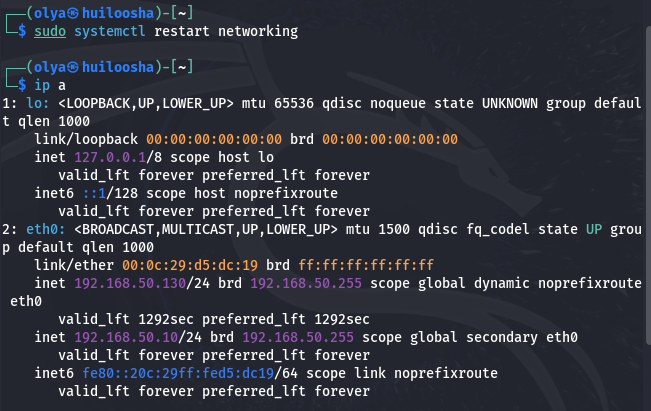 ┌──(olya㉿huiloosha)-[~]
└─$ sudo systemctl restart networking
┌──(olya㉿huiloosha)-[~]
└─$ ip a
1: lo: <LOOPBACK,UP,LOWER_UP> mtu 65536 qdisc noqueue state UNKNOWN group defaul
t qlen 1000
    link/loopback 00:00:00:00:00:00 brd 00:00:00:00:00:00
    inet 127.0.0.1/8 scope host lo
       valid_lft forever preferred_lft forever
    inet6 ::1/128 scope host noprefixroute
       valid_lft forever preferred_lft forever
2: eth0: <BROADCAST,MULTICAST,UP,LOWER_UP> mtu 1500 qdisc fq_codel state UP grou
p default qlen 1000
    link/ether 00:0c:29:d5:dc:19 brd ff:ff:ff:ff:ff:ff
    inet 192.168.50.130/24 brd 192.168.50.255 scope global dynamic noprefixroute
 eth0
       valid_lft 1292sec preferred_lft 1292sec
    inet 192.168.50.10/24 brd 192.168.50.255 scope global secondary eth0
       valid_lft forever preferred_lft forever
    inet6 fe80::20c:29ff:fed5:dc19/64 scope link noprefixroute
       valid_lft forever preferred_lft forever